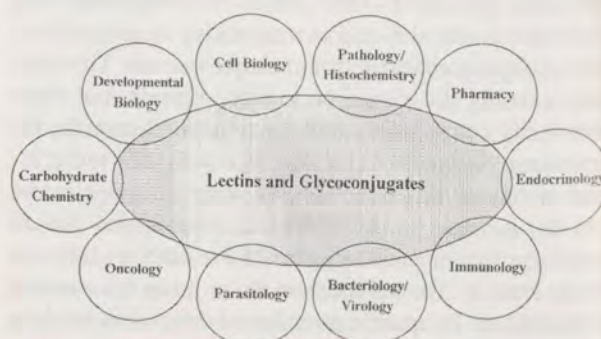 Cell Biology
Pathology/
Histochemistry
Developmental
Biology
Pharmacy
Carbohydrate
Chemistry
Lectins and Glycoconjugates
Endocrinology
Oncology
Immunology
Parasitology
Bacteriology/
Virology